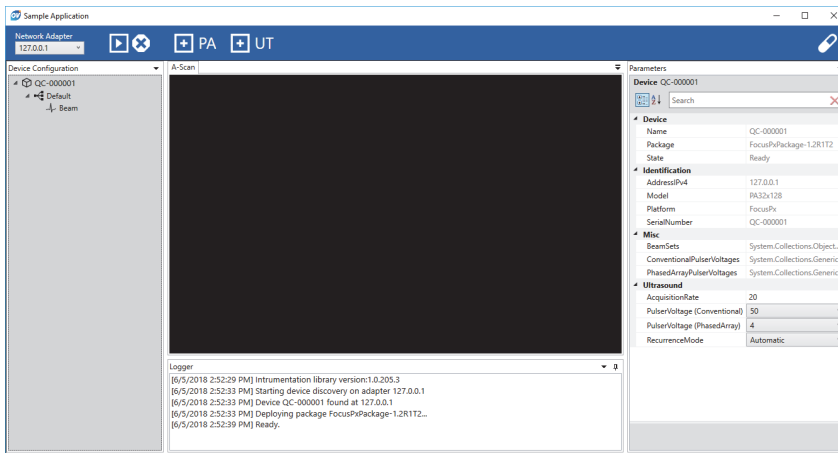 Sample Application
Network Adapter
127.0.0.1
PA
UT
Device Configuration
QC-000001
Default
Beam
A-Scan
Logger
[6/5/2018 2:52:29 PM] Intrumentation library version:1.0.205.3
[6/5/2018 2:52:33 PM] Starting device discovery on adapter 127.0.0.1
[6/5/2018 2:52:33 PM] Device QC-000001 found at 127.0.0.1
[6/5/2018 2:52:33 PM] Deploying package FocusPxPackage-1.2R1T2...
[6/5/2018 2:52:39 PM] Ready.
Parameters
Device QC-000001
Search
Device
Name QC-000001
Package FocusPxPackage-1.2R1T2
State Ready
Identification
AddressIPv4 127.0.0.1
Model PA32x128
Platform FocusPx
SerialNumber QC-000001
Misc
BeamSets System.Collections.Object...
ConventionalPulserVoltages System.Collections.Generic
PhasedArrayPulserVoltages System.Collections.Generic
Ultrasound
AcquisitionRate 20
PulserVoltage (Conventional) 50
PulserVoltage (PhasedArray) 4
RecurrenceMode Automatic